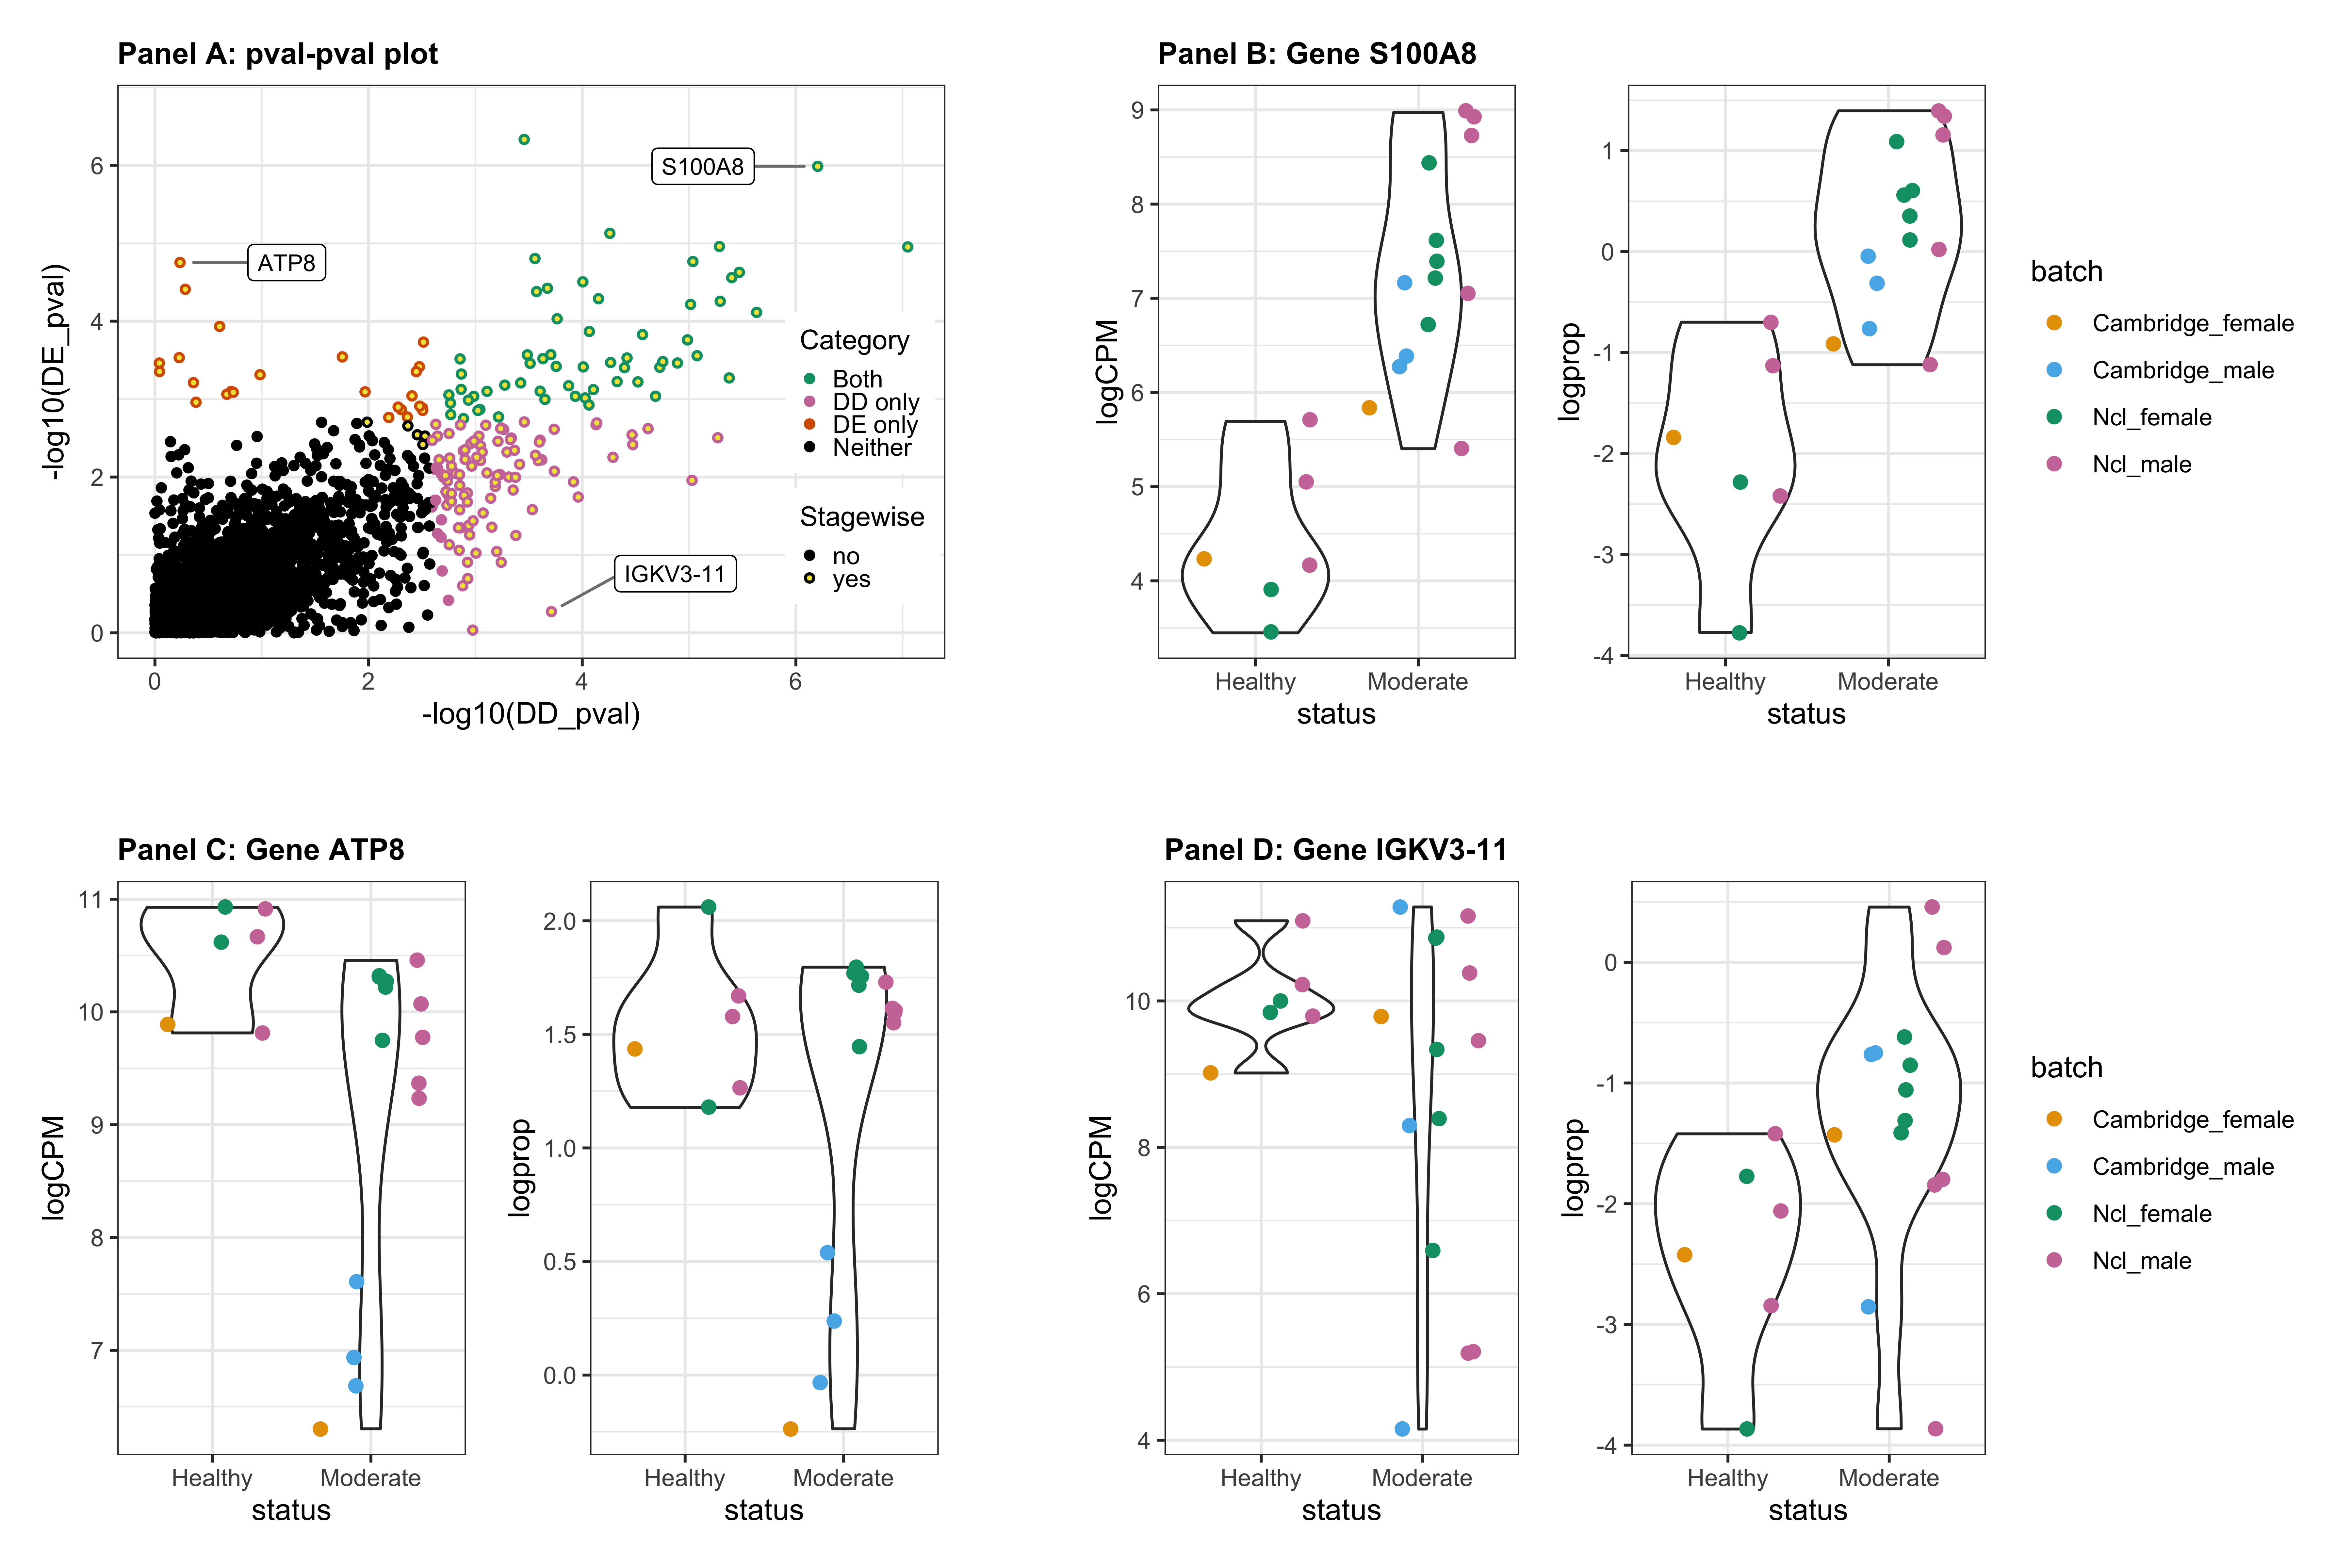 Panel A: pval-pval plot
-log10(DE_pval)
6
4
2
0
S100A8
ATP8
IGKV3-11
Category
Both
DD only
DE only
Neither
Stagewise
no
yes
0 2 4 6
-log10(DD_pval)
Panel B: Gene S100A8
logCPM
9
8
7
6
5
4
Healthy Moderate
status
logprop
1
0
-1
-2
-3
-4
Healthy Moderate
status
batch
Cambridge_female
Cambridge_male
Ncl_female
Ncl_male
Panel C: Gene ATP8
logCPM
11
10
9
8
7
Healthy Moderate
status
logprop
2.0
1.5
1.0
0.5
0.0
Healthy Moderate
status
Panel D: Gene IGKV3-11
logCPM
10
8
6
4
Healthy Moderate
status
logprop
0
-1
-2
-3
-4
Healthy Moderate
status
batch
Cambridge_female
Cambridge_male
Ncl_female
Ncl_male